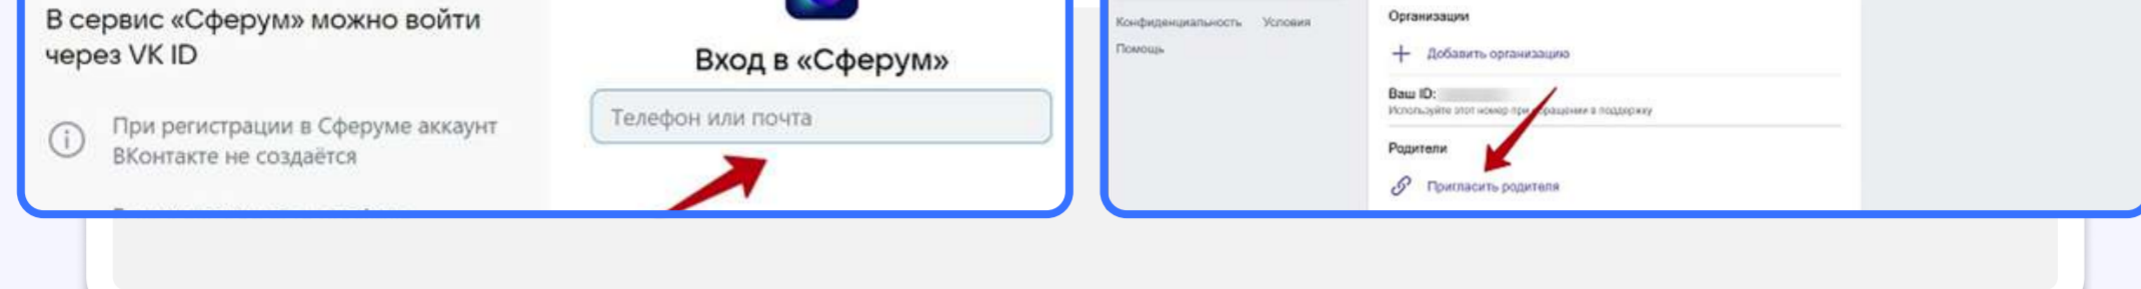 В сервис «Сферум» можно войти
через VK ID
При регистрации в Сферуме аккаунт
ВКонтакте не создаётся
Вход в «Сферум»
Телефон или почта
Конфиденциальность Условия
Помощь
Организации
Добавить организацию
Ваш ID:
Используйте этот номер при обращении в поддержку
Родители
Пригласить родителя